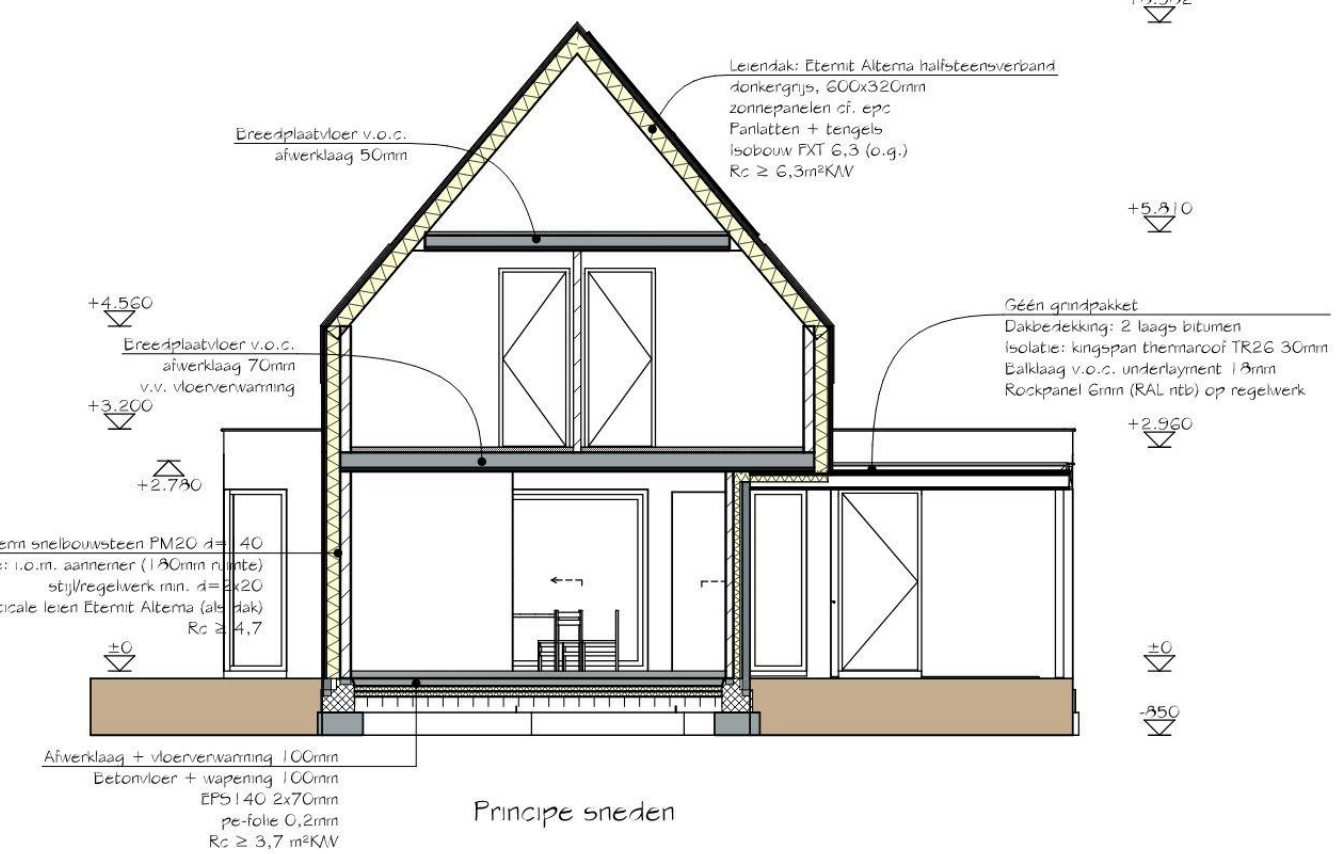 Leiendak: Eternit Alterna halfsteensverband
donkergrijs, 600x320mm
zonnepanelen cf. epc
Panlatten + tengels
Isobouw PXT 6,3 (o.g.)
Rc ≥ 6,3m²K/W
Breedplaatvloer v.o.c.
afwerklaag 50mm
+5.810
+4.560
Breedplaatvloer v.o.c.
afwerklaag 70mm
v.v. vloerverwarming
Géén grindpakket
Dakbedekking: 2 laags bitumen
Isolatie: kingspan thermaroof TR26 30mm
Balklaag v.o.c. underlayment 18mm
Rockpanel 6mm (RAL ntb) op regelwerk
+3.200
+2.960
+2.780
snelbouwsteen PM20 d=140
i.o.m. aannemer (180mm ruimte)
stijl/regelwerk min. d=2x20
leien Eternit Alterna (als dak)
Rc ≥ 4,7
±0
±0
-850
Afwerklaag + vloerverwarming 100mm
Betonvloer + wapening 100mm
EPS140 2x70mm
pe-folie 0,2mm
Rc ≥ 3,7 m²K/W
Principe sneden